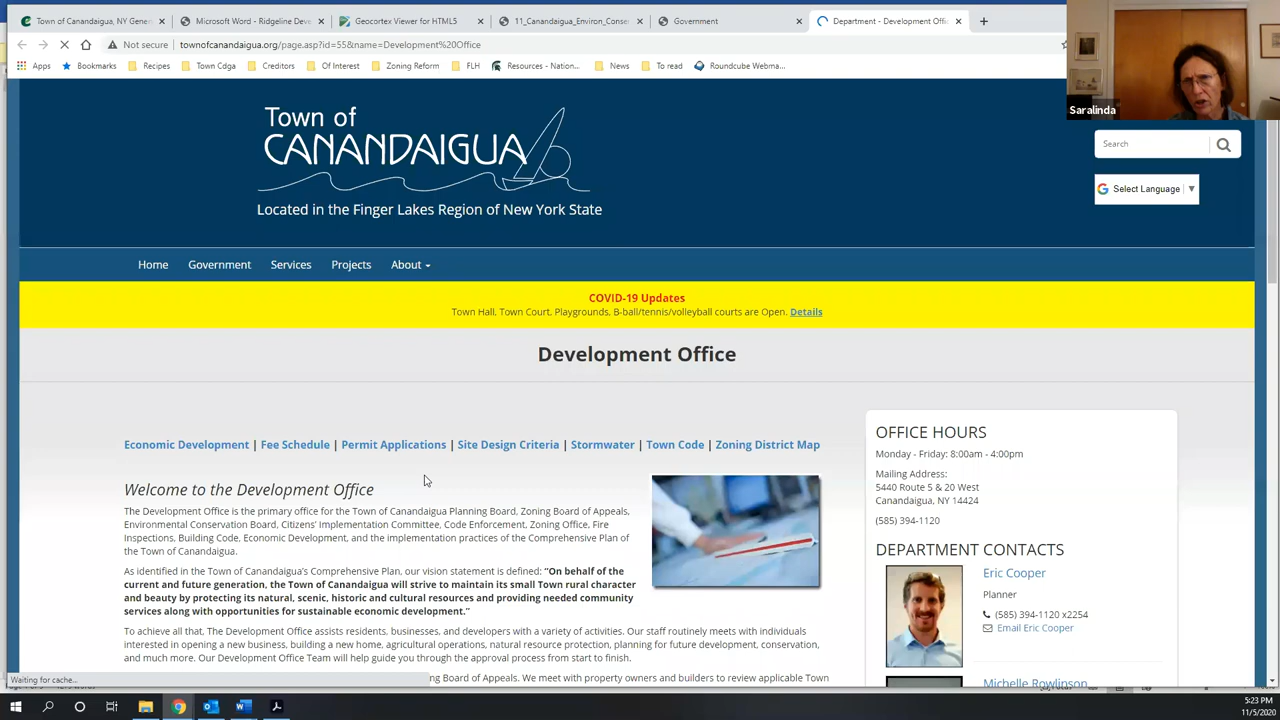 Town of Canandaigua, NY Gener
Microsoft Word - Ridgeline Deve
Geocortex Viewer for HTML5
11_Canandaigua_Environ_Conse
Government
Department - Development Offic
Not secure
townofcanandaigua.org/page.asp?id=55&name=Development%20Office
Apps
Bookmarks
Recipes
Town Cdga
Creditors
Of Interest
Zoning Reform
FLH
Resources - Nation...
News
To read
Roundcube Webma...
Saralinda
Town of
CANANDAIGUA
Located in the Finger Lakes Region of New York State
Search
Select Language
Home
Government
Services
Projects
About
COVID-19 Updates
Town Hall, Town Court, Playgrounds, B-ball/tennis/volleyball courts are Open. Details
Development Office
Economic Development | Fee Schedule | Permit Applications | Site Design Criteria | Stormwater | Town Code | Zoning District Map
Welcome to the Development Office
The Development Office is the primary office for the Town of Canandaigua Planning Board, Zoning Board of Appeals,
Environmental Conservation Board, Citizens' Implementation Committee, Code Enforcement, Zoning Office, Fire
Inspections, Building Code, Economic Development, and the implementation practices of the Comprehensive Plan of
the Town of Canandaigua.
As identified in the Town of Canandaigua's Comprehensive Plan, our vision statement is defined: "On behalf of the
current and future generation, the Town of Canandaigua will strive to maintain its small Town rural character
and beauty by protecting its natural, scenic, historic and cultural resources and providing needed community
services along with opportunities for sustainable economic development."
To achieve all that, The Development Office assists residents, businesses, and developers with a variety of activities. Our staff routinely meets with individuals
interested in opening a new business, building a new home, agricultural operations, natural resource protection, planning for future development, conservation,
and much more. Our Development Office Team will help guide you through the approval process from start to finish.
ng Board of Appeals. We meet with property owners and builders to review applicable Town
OFFICE HOURS
Monday - Friday: 8:00am - 4:00pm
Mailing Address:
5440 Route 5 & 20 West
Canandaigua, NY 14424
(585) 394-1120
DEPARTMENT CONTACTS
Eric Cooper
Planner
(585) 394-1120 x2254
Email Eric Cooper
Michelle Rowlinson
Waiting for cache...
5:23 PM
11/5/2020